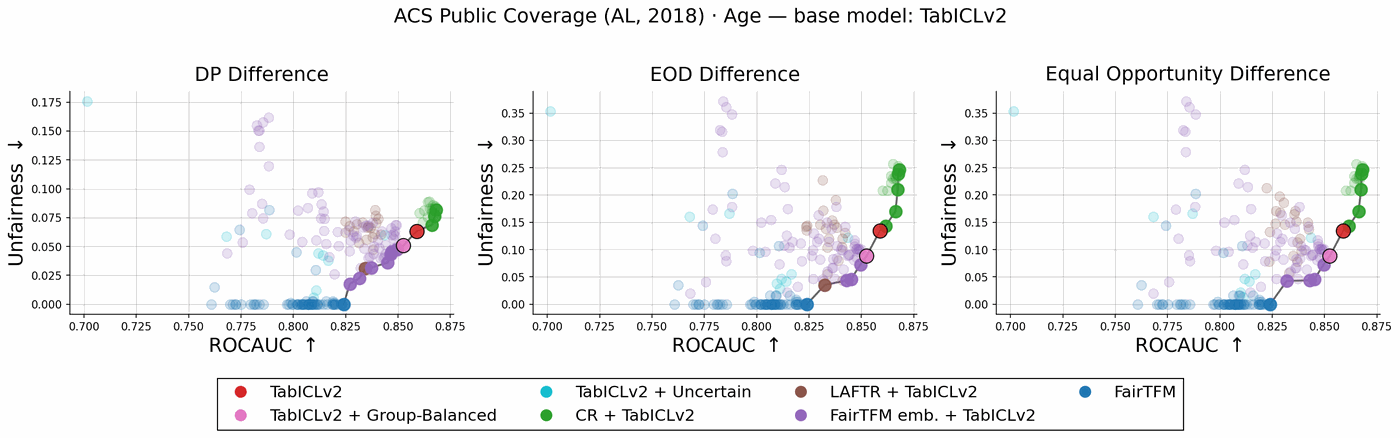 ACS Public Coverage (AL, 2018) · Age — base model: TabICLv2
DP Difference
EOD Difference
Equal Opportunity Difference
Unfairness ↓
0.175
0.150
0.125
0.100
0.075
0.050
0.025
0.000
0.700 0.725 0.750 0.775 0.800 0.825 0.850 0.875
ROCAUC ↑
Unfairness ↓
0.35
0.30
0.25
0.20
0.15
0.10
0.05
0.00
0.700 0.725 0.750 0.775 0.800 0.825 0.850 0.875
ROCAUC ↑
Unfairness ↓
0.35
0.30
0.25
0.20
0.15
0.10
0.05
0.00
0.700 0.725 0.750 0.775 0.800 0.825 0.850 0.875
ROCAUC ↑
TabICLv2
TabICLv2 + Group-Balanced
TabICLv2 + Uncertain
CR + TabICLv2
LAFTR + TabICLv2
FairTFM emb. + TabICLv2
FairTFM